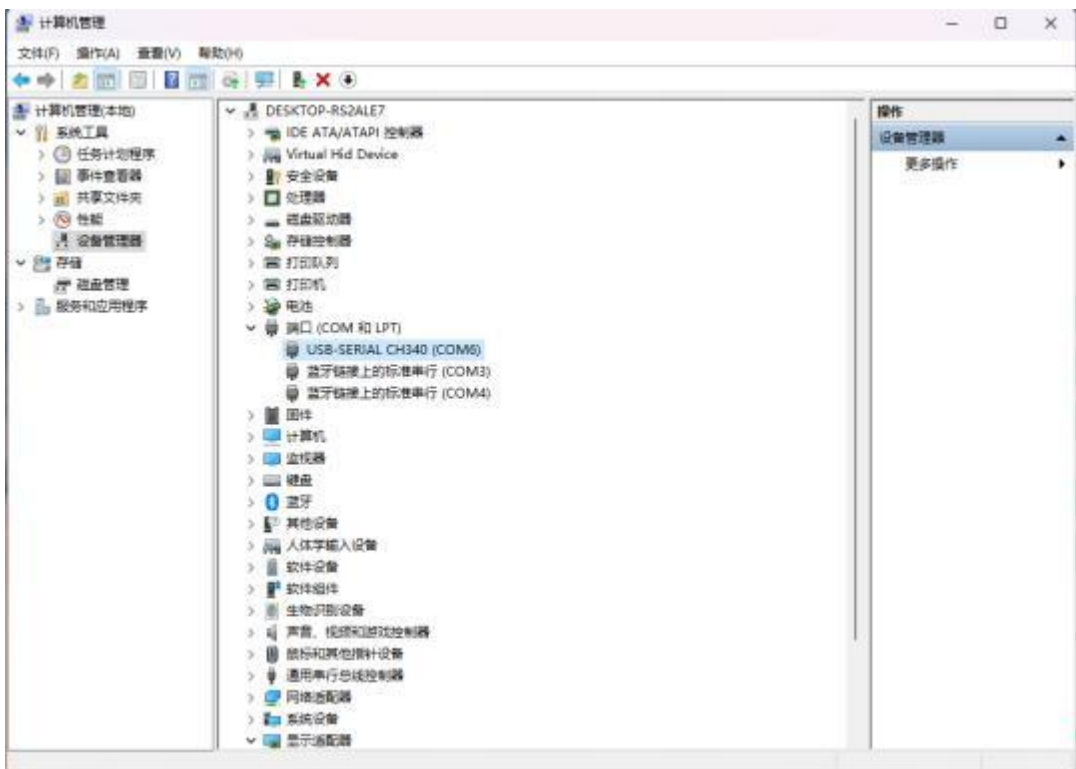 计算机管理
文件(F) 操作(A) 查看(V) 帮助(H)
计算机管理(本地)
系统工具
任务计划程序
事件查看器
共享文件夹
性能
设备管理器
存储
磁盘管理
服务和应用程序
DESKTOP-RS2ALE7
IDE ATA/ATAPI 控制器
Virtual Hid Device
安全设备
处理器
磁盘驱动器
存储控制器
打印队列
打印机
电池
端口 (COM 和 LPT)
USB-SERIAL CH340 (COM6)
蓝牙链接上的标准串行 (COM3)
蓝牙链接上的标准串行 (COM4)
固件
计算机
监视器
键盘
蓝牙
其他设备
人体学输入设备
软件设备
软件组件
生物识别设备
声音、视频和游戏控制器
鼠标和其他指针设备
通用串行总线控制器
网络适配器
系统设备
显示适配器
操作
设备管理器
更多操作